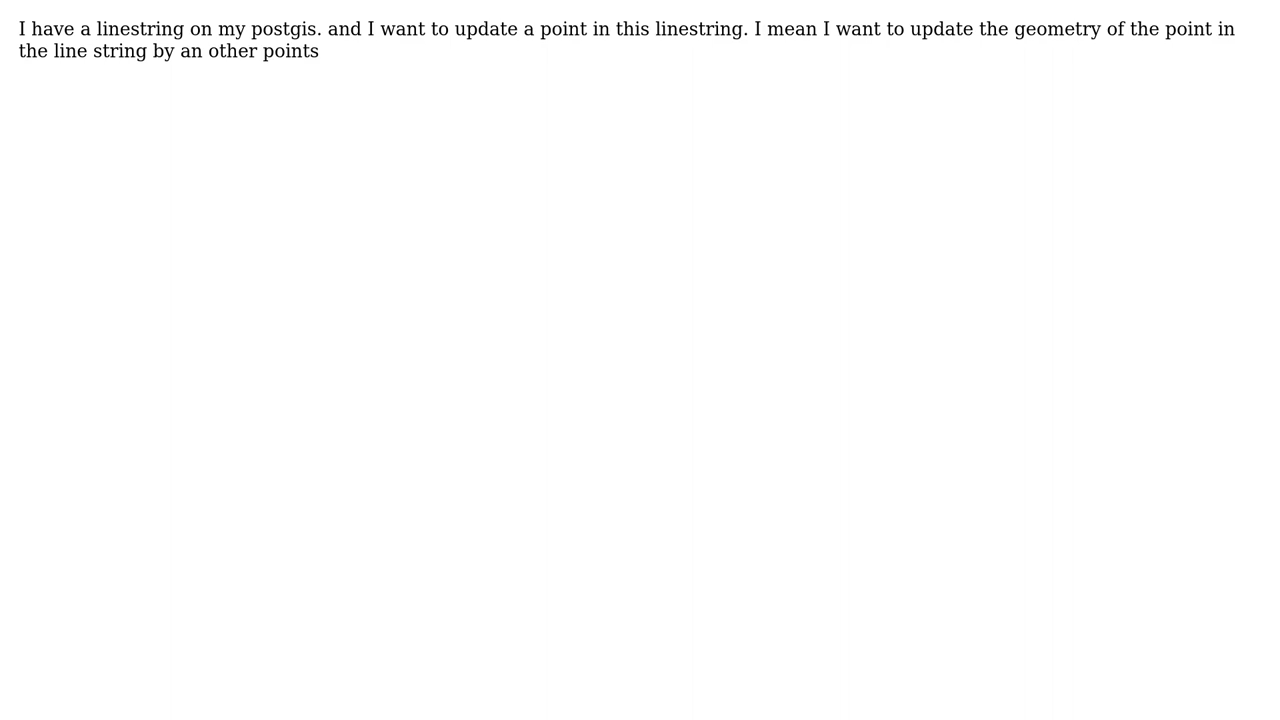 I have a linestring on my postgis. and I want to update a point in this linestring. I mean I want to update the geometry of the point in
the line string by an other points